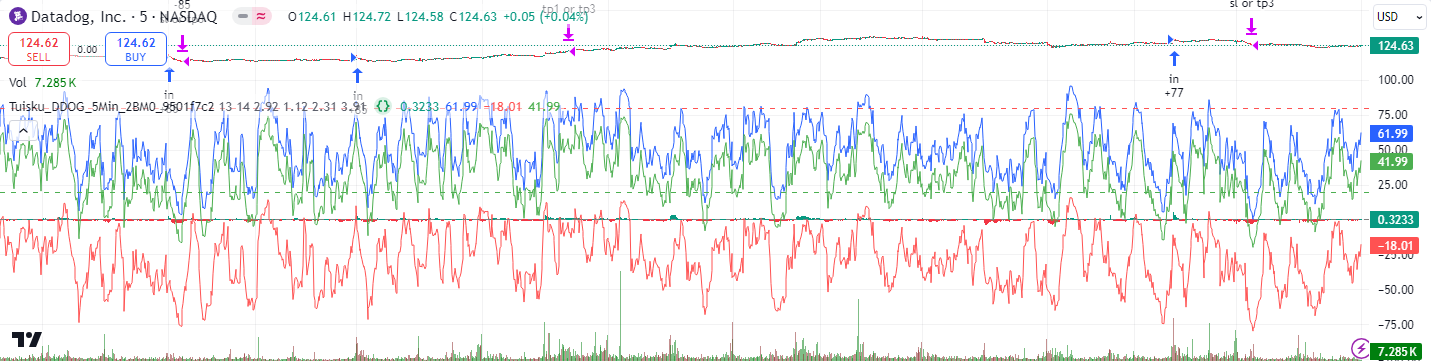 -85
Datadog, Inc. · 5 · NASDAQ O124.61 H124.72 L124.58 C124.63 +0.05 (+0.04%)
tp1 or tp3
sl or tp3
USD
124.62
SELL
0.00
124.62
BUY
124.63
Vol 7.285K
in
in
in
+77
Tuisku_DDOG_5Min_2BM0_9501f7c2 13 14 2.92 1.12 2.31 3.91 0.3233 61.99 −18.01 41.99
100.00
75.00
61.99
50.00
41.99
25.00
0.3233
−18.01
−25.00
−50.00
−75.00
7.285K